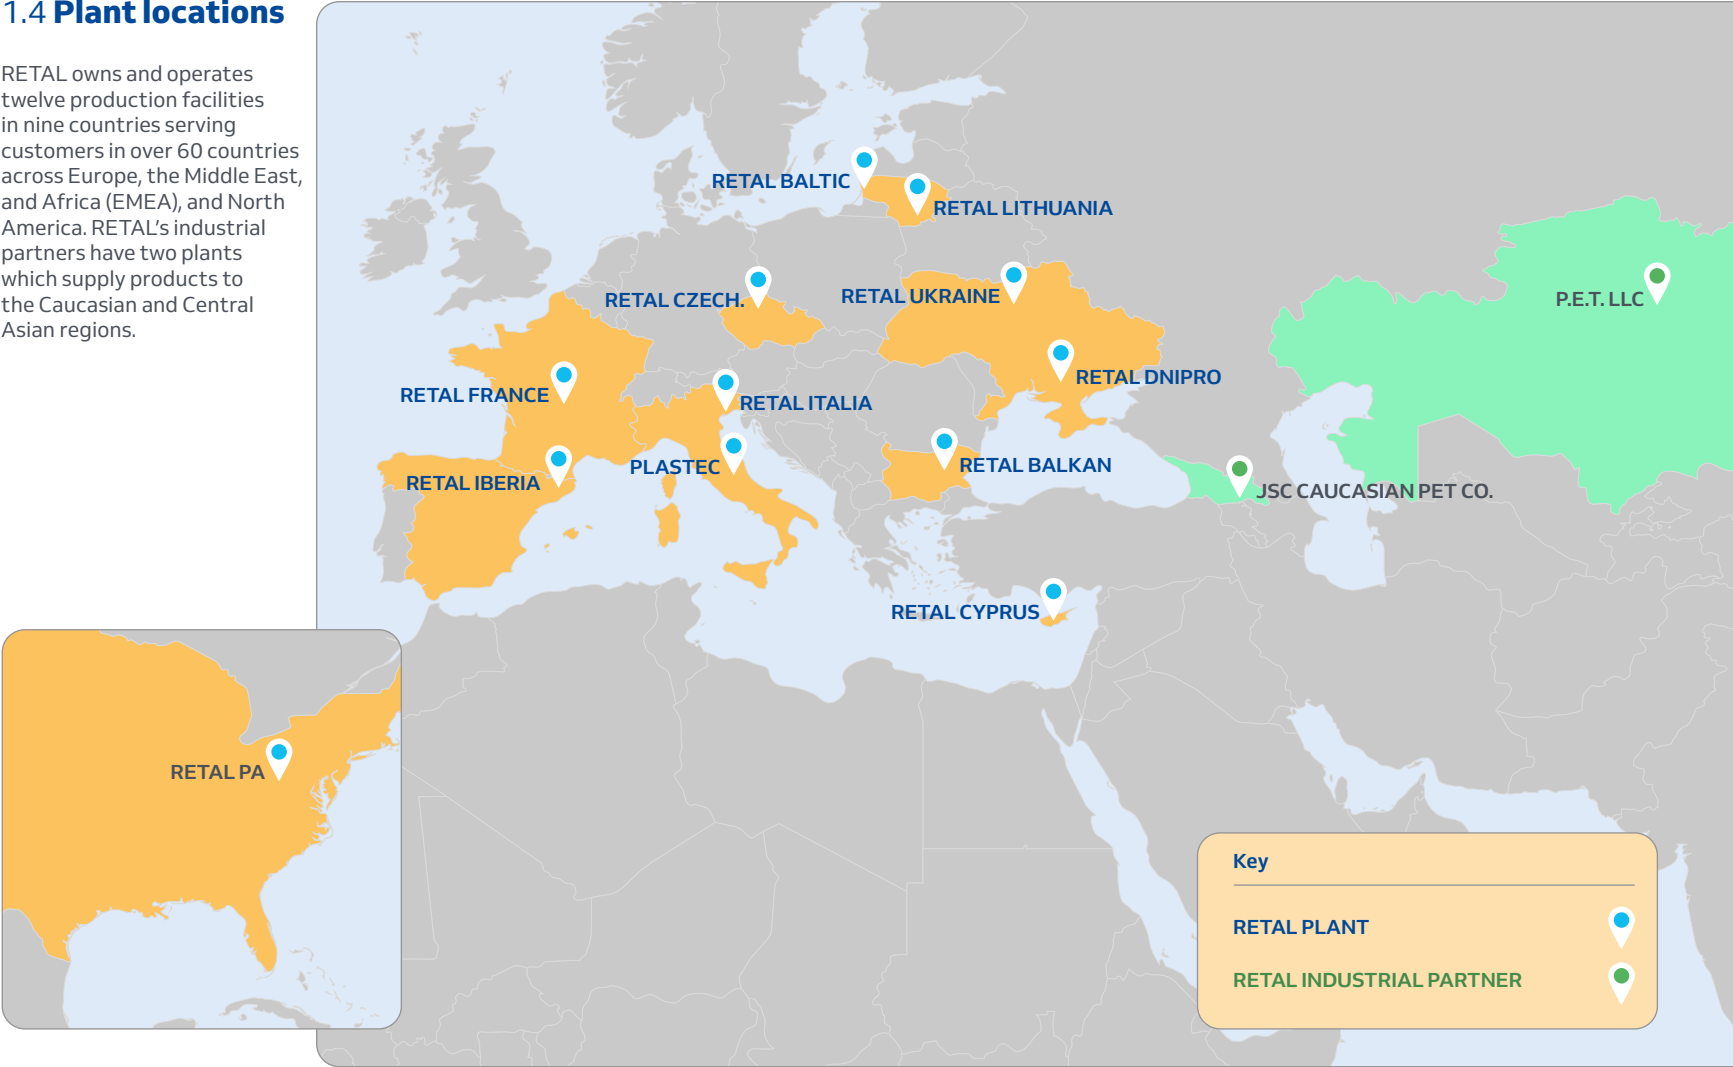 1.4 Plant locations
RETAL owns and operates
twelve production facilities
in nine countries serving
customers in over 60 countries
across Europe, the Middle East,
and Africa (EMEA), and North
America. RETAL’s industrial
partners have two plants
which supply products to
the Caucasian and Central
Asian regions.
RETAL BALTIC
RETAL LITHUANIA
RETAL CZECH.
RETAL UKRAINE
P.E.T. LLC
RETAL FRANCE
RETAL DNIPRO
RETAL ITALIA
PLASTEC
RETAL BALKAN
RETAL IBERIA
JSC CAUCASIAN PET CO.
RETAL CYPRUS
RETAL PA
Key
RETAL PLANT
RETAL INDUSTRIAL PARTNER